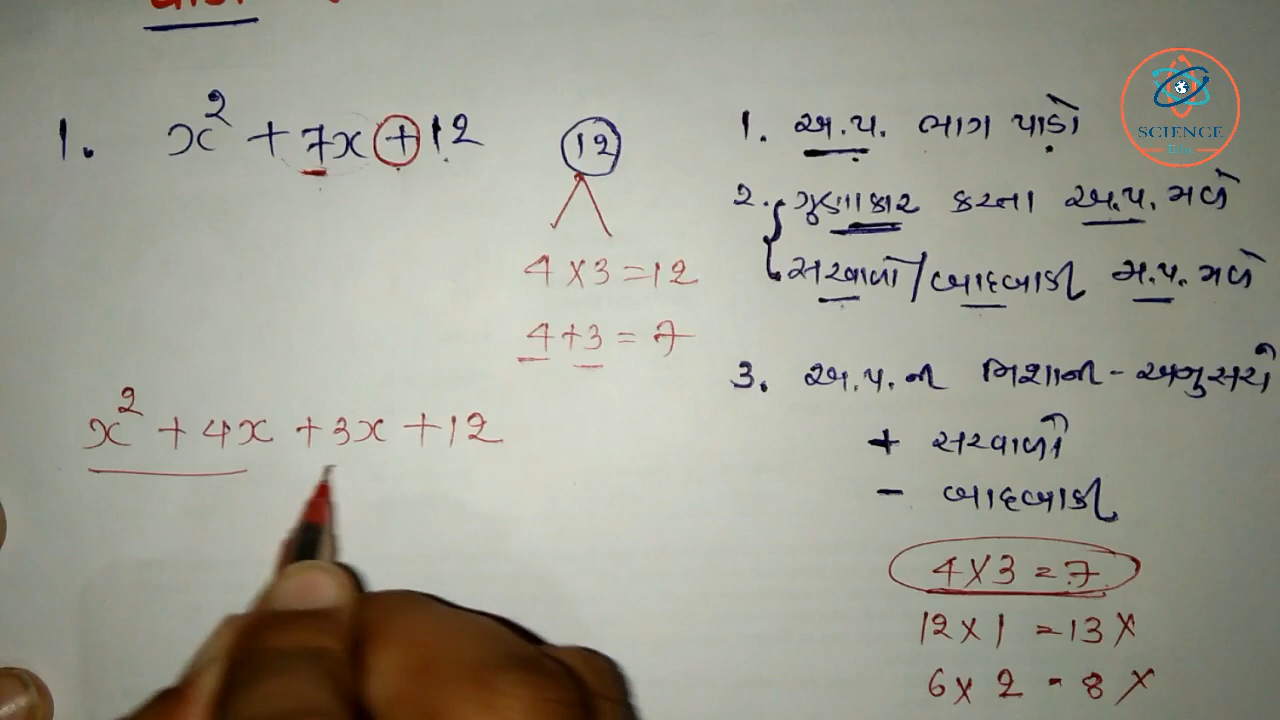 1. x² + 7x + 12
12
4 x 3 = 12
4 + 3 = 7
x² + 4x + 3x + 12
1. અ.પ. ભાગ પાડો
2. ગુણાકાર કરતા અ.પ. મળે
સરવાળો/બાદબાકી મ.પ. મળે
3. અ.પ.ની નિશાની - અનુસરો
+ સરવાળો
- બાદબાકી
4 x 3 = 7
12 x 1 = 13 x
6 x 2 = 8 x
SCIENCE